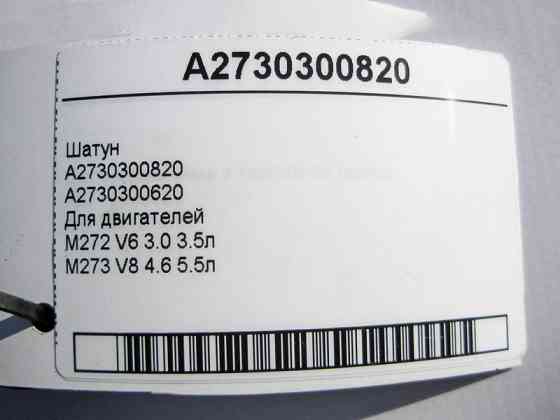 A2730300820
Шатун
A2730300820
A2730300620
Для двигателей
M272 V6 3.0 3.5л
M273 V8 4.6 5.5л